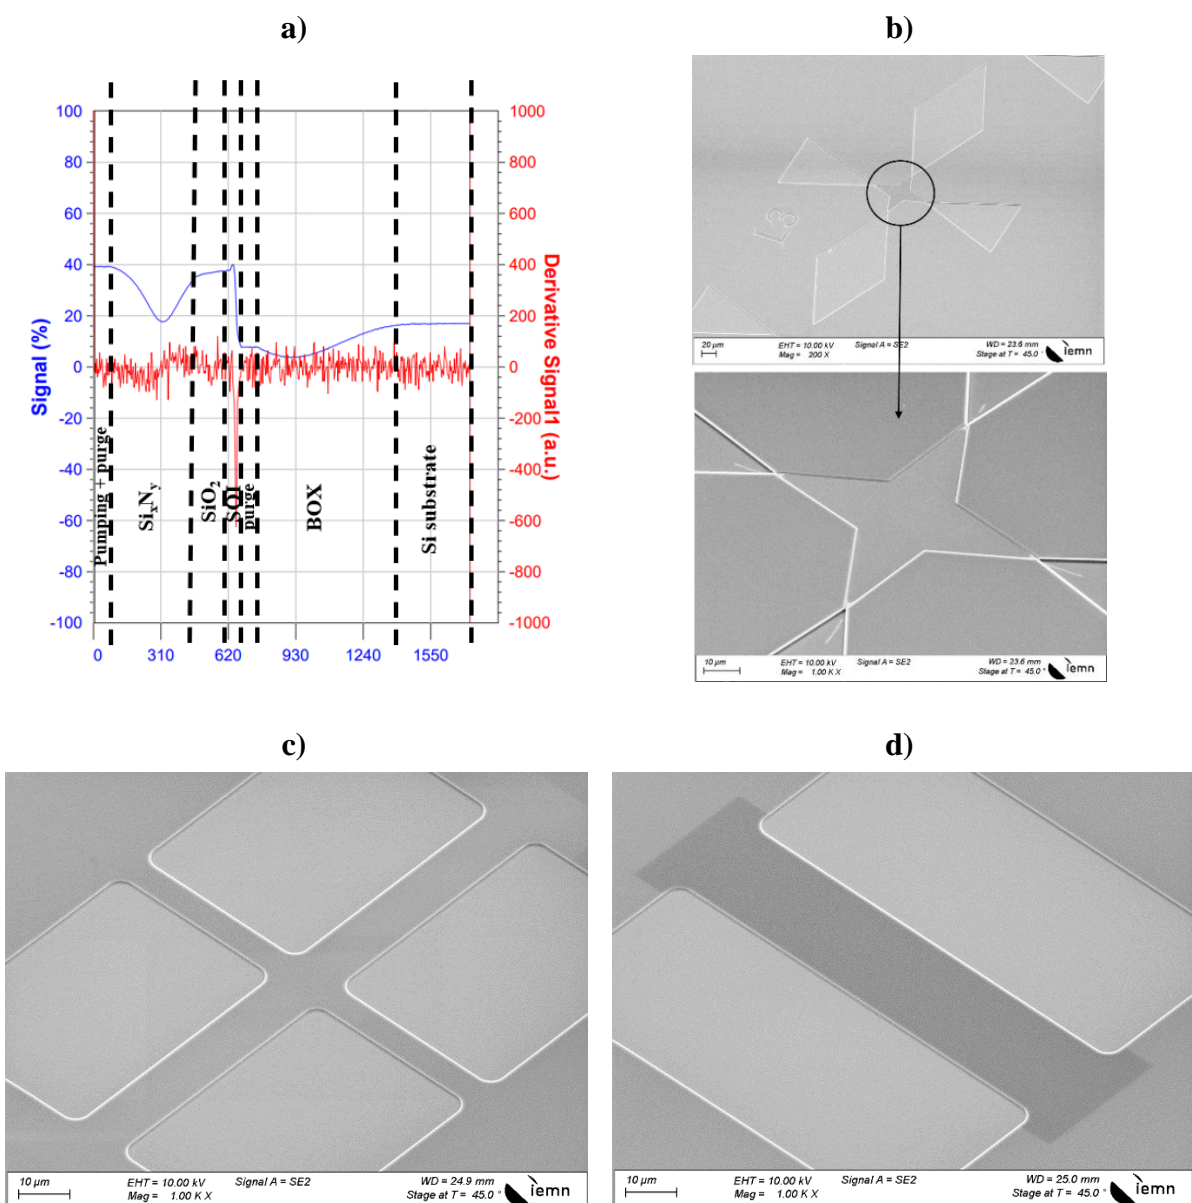 a)
b)
100
80
60
40
20
0
-20
-40
-60
-80
-100
Signal (%)
1000
800
600
400
200
0
-200
-400
-600
-800
-1000
Derivative Signal1 (a.u.)
Pumping + purge
SixNy
SiO2
SOI
purge
BOX
Si substrate
0 310 620 930 1240 1550
L3
20 µm
EHT = 10.00 kV Signal A = SE2 WD = 23.6 mm
Mag = 200 X Stage at T = 45.0 °
iemn
10 µm
EHT = 10.00 kV Signal A = SE2 WD = 23.6 mm
Mag = 1.00 K X Stage at T = 45.0 °
iemn
c)
d)
10 µm
EHT = 10.00 kV Signal A = SE2 WD = 24.9 mm
Mag = 1.00 K X Stage at T = 45.0 °
iemn
10 µm
EHT = 10.00 kV Signal A = SE2 WD = 25.0 mm
Mag = 1.00 K X Stage at T = 45.0 °
iemn